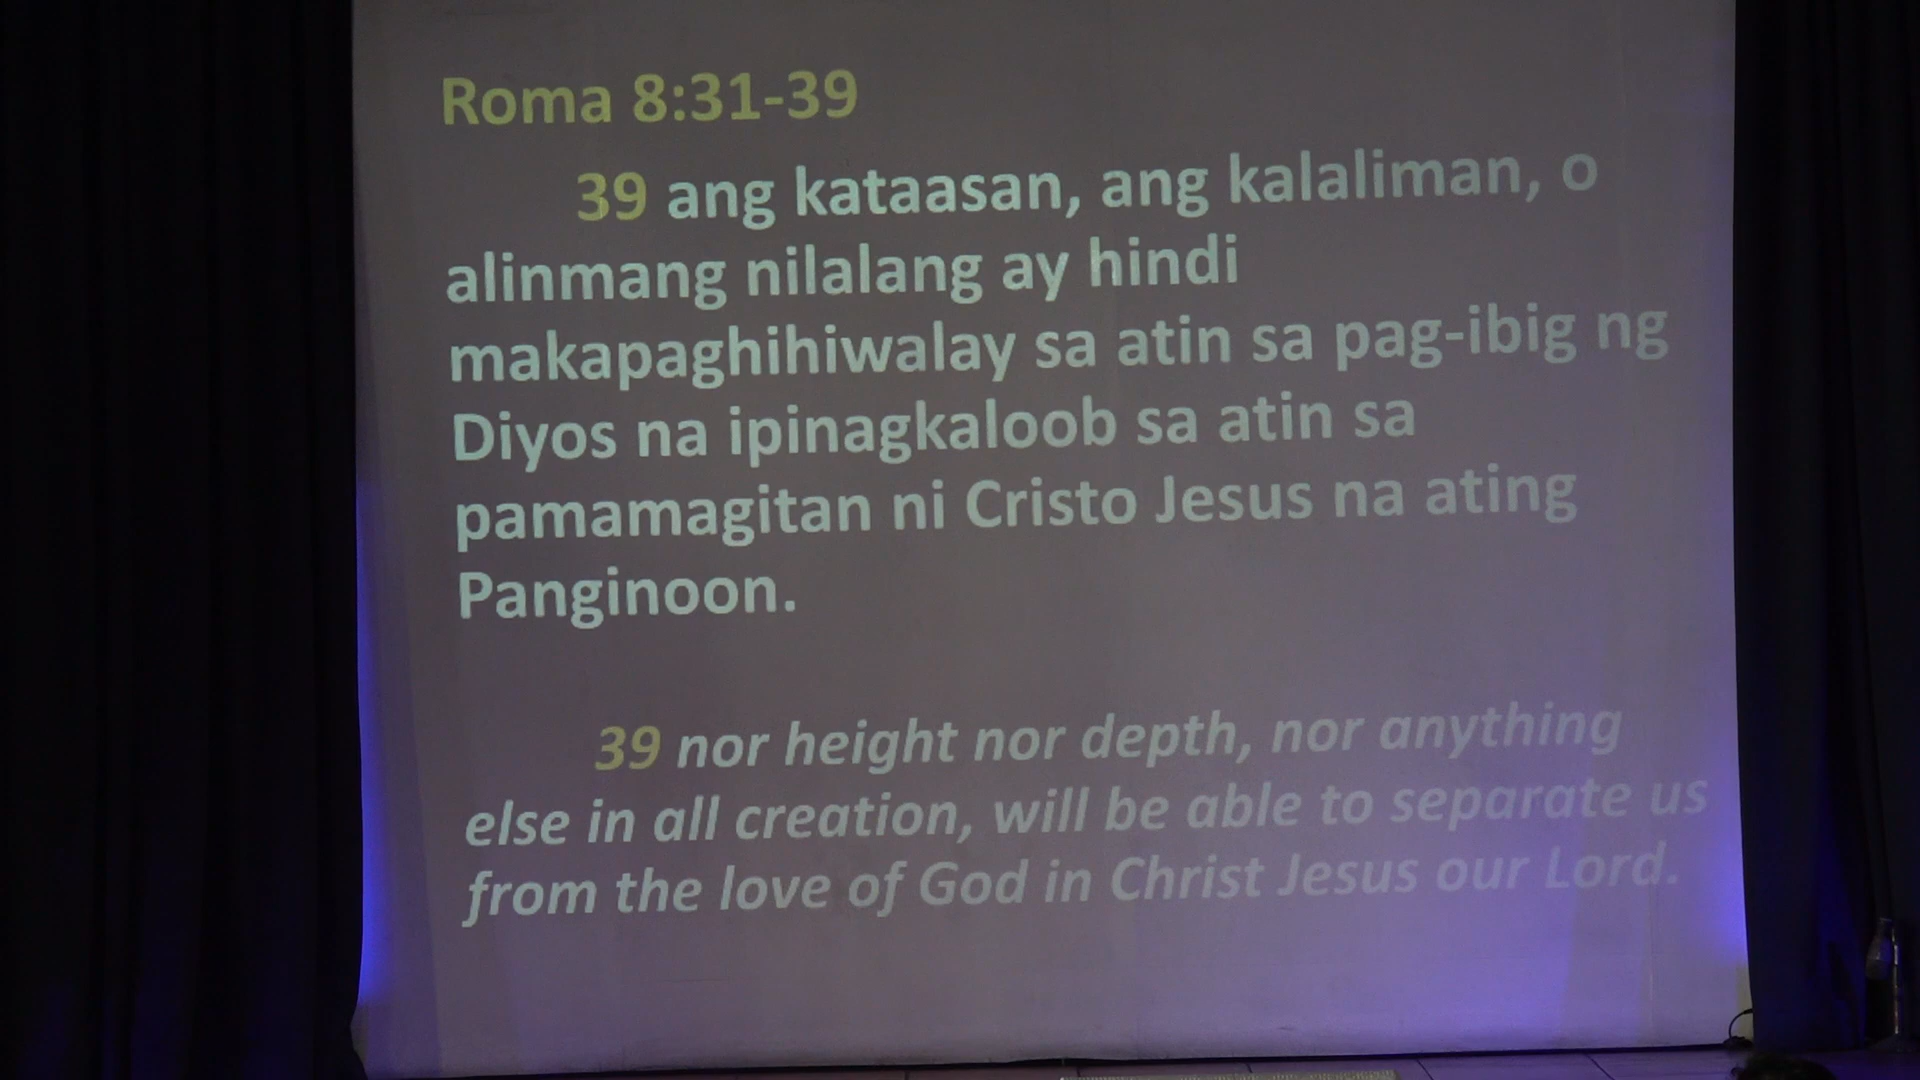 Roma 8:31-39
39 ang kataasan, ang kalaliman, o
alinmang nilalang ay hindi
makapaghihiwalay sa atin sa pag-ibig ng
Diyos na ipinagkaloob sa atin sa
pamamagitan ni Cristo Jesus na ating
Panginoon.
39 nor height nor depth, nor anything
else in all creation, will be able to separate us
from the love of God in Christ Jesus our Lord.